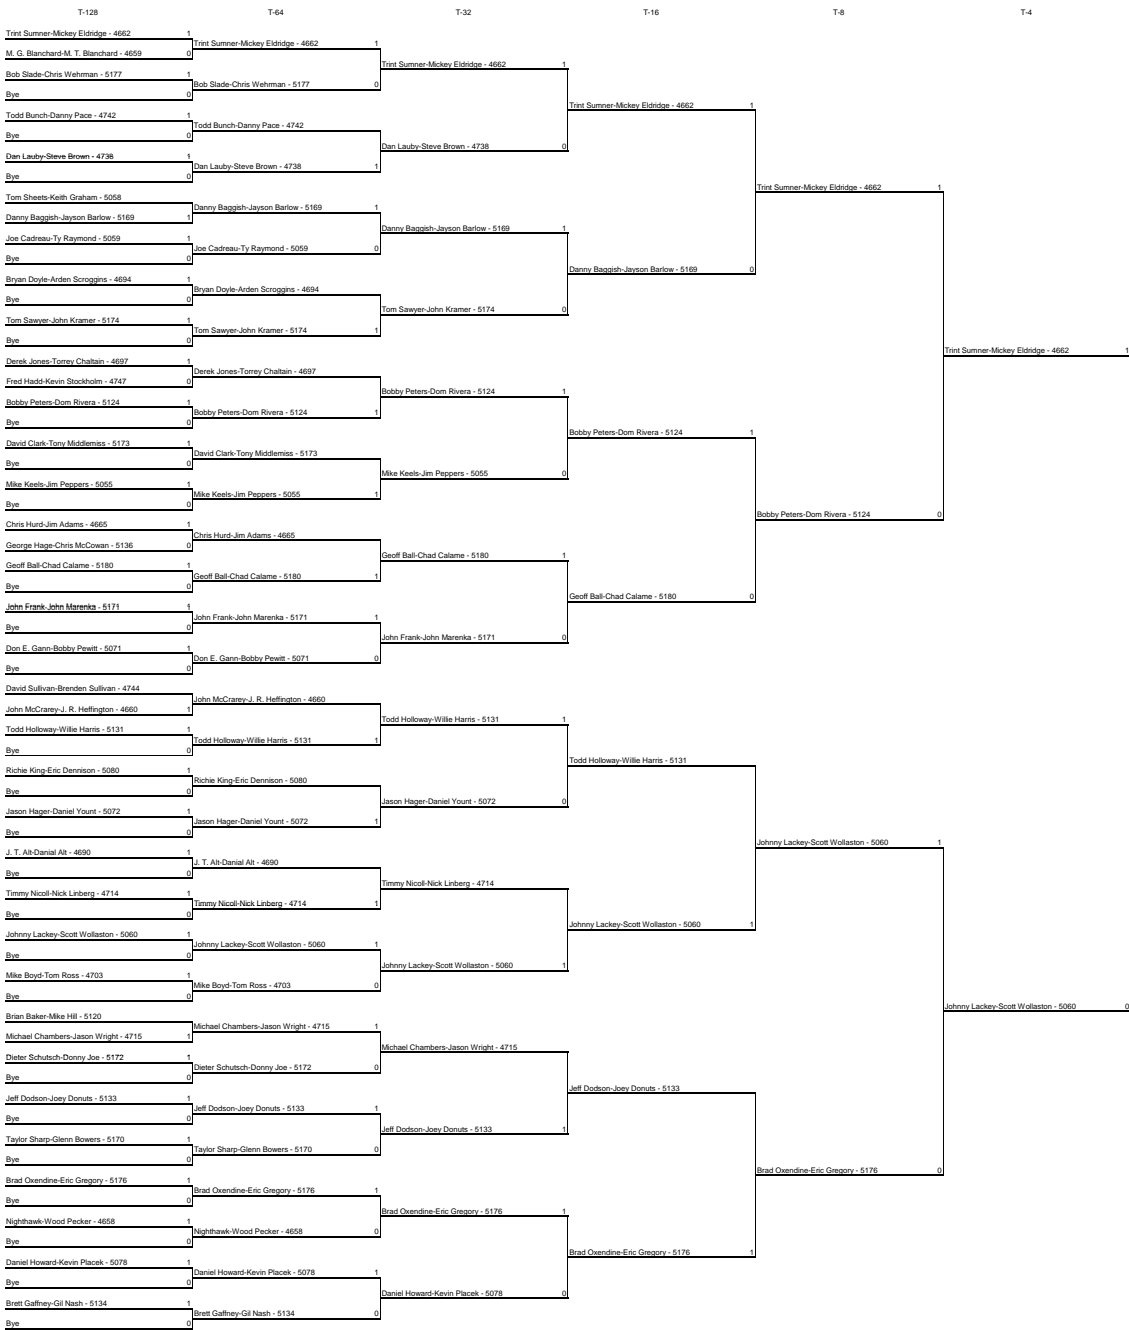 T-128
T-64
T-32
T-16
T-8
T-4
Trint Sumner-Mickey Eldridge - 4662 1
M. G. Blanchard-M. T. Blanchard - 4659 0
Bob Slade-Chris Wehrman - 5177 1
Bye 0
Todd Bunch-Danny Pace - 4742 1
Bye 0
Dan Lauby-Steve Brown - 4738 1
Bye 0
Tom Sheets-Keith Graham - 5058
Danny Baggish-Jayson Barlow - 5169 1
Joe Cadreau-Ty Raymond - 5059 1
Bye 0
Bryan Doyle-Arden Scroggins - 4694 1
Bye 0
Tom Sawyer-John Kramer - 5174 1
Bye 0
Derek Jones-Torrey Chaltain - 4697 1
Fred Hadd-Kevin Stockholm - 4747 0
Bobby Peters-Dom Rivera - 5124 1
Bye 0
David Clark-Tony Middlemiss - 5173 1
Bye 0
Mike Keels-Jim Peppers - 5055 1
Bye 0
Chris Hurd-Jim Adams - 4665 1
George Hage-Chris McCowan - 5136 0
Geoff Ball-Chad Calame - 5180 1
Bye 0
John Frank-John Marenka - 5171 1
Bye 0
Don E. Gann-Bobby Pewitt - 5071 1
Bye 0
David Sullivan-Brenden Sullivan - 4744
John McCrarey-J. R. Heffington - 4660 1
Todd Holloway-Willie Harris - 5131 1
Bye 0
Richie King-Eric Dennison - 5080 1
Bye 0
Jason Hager-Daniel Yount - 5072 1
Bye 0
J. T. Alt-Danial Alt - 4690 1
Bye 0
Timmy Nicoll-Nick Linberg - 4714 1
Bye 0
Johnny Lackey-Scott Wollaston - 5060 1
Bye 0
Mike Boyd-Tom Ross - 4703 1
Bye 0
Brian Baker-Mike Hill - 5120
Michael Chambers-Jason Wright - 4715 1
Dieter Schutsch-Donny Joe - 5172 1
Bye 0
Jeff Dodson-Joey Donuts - 5133 1
Bye 0
Taylor Sharp-Glenn Bowers - 5170 1
Bye 0
Brad Oxendine-Eric Gregory - 5176 1
Bye 0
Nighthawk-Wood Pecker - 4658 1
Bye 0
Daniel Howard-Kevin Placek - 5078 1
Bye 0
Brett Gaffney-Gil Nash - 5134 1
Bye 0
Trint Sumner-Mickey Eldridge - 4662 1
Bob Slade-Chris Wehrman - 5177 0
Todd Bunch-Danny Pace - 4742
Dan Lauby-Steve Brown - 4738 1
Danny Baggish-Jayson Barlow - 5169 1
Joe Cadreau-Ty Raymond - 5059 0
Bryan Doyle-Arden Scroggins - 4694
Tom Sawyer-John Kramer - 5174 1
Derek Jones-Torrey Chaltain - 4697
Bobby Peters-Dom Rivera - 5124 1
David Clark-Tony Middlemiss - 5173
Mike Keels-Jim Peppers - 5055 1
Chris Hurd-Jim Adams - 4665
Geoff Ball-Chad Calame - 5180 1
John Frank-John Marenka - 5171 1
Don E. Gann-Bobby Pewitt - 5071 0
John McCrarey-J. R. Heffington - 4660
Todd Holloway-Willie Harris - 5131 1
Richie King-Eric Dennison - 5080
Jason Hager-Daniel Yount - 5072 1
J. T. Alt-Danial Alt - 4690
Timmy Nicoll-Nick Linberg - 4714 1
Johnny Lackey-Scott Wollaston - 5060 1
Mike Boyd-Tom Ross - 4703 0
Michael Chambers-Jason Wright - 4715 1
Dieter Schutsch-Donny Joe - 5172 0
Jeff Dodson-Joey Donuts - 5133 1
Taylor Sharp-Glenn Bowers - 5170 0
Brad Oxendine-Eric Gregory - 5176 1
Nighthawk-Wood Pecker - 4658 0
Daniel Howard-Kevin Placek - 5078 1
Brett Gaffney-Gil Nash - 5134 0
Trint Sumner-Mickey Eldridge - 4662 1
Dan Lauby-Steve Brown - 4738 0
Danny Baggish-Jayson Barlow - 5169 1
Tom Sawyer-John Kramer - 5174 0
Bobby Peters-Dom Rivera - 5124 1
Mike Keels-Jim Peppers - 5055 0
Geoff Ball-Chad Calame - 5180 1
John Frank-John Marenka - 5171 0
Todd Holloway-Willie Harris - 5131 1
Jason Hager-Daniel Yount - 5072 0
Timmy Nicoll-Nick Linberg - 4714
Johnny Lackey-Scott Wollaston - 5060 1
Michael Chambers-Jason Wright - 4715
Jeff Dodson-Joey Donuts - 5133 1
Brad Oxendine-Eric Gregory - 5176 1
Daniel Howard-Kevin Placek - 5078 0
Trint Sumner-Mickey Eldridge - 4662 1
Danny Baggish-Jayson Barlow - 5169 0
Bobby Peters-Dom Rivera - 5124 1
Geoff Ball-Chad Calame - 5180 0
Todd Holloway-Willie Harris - 5131
Johnny Lackey-Scott Wollaston - 5060 1
Jeff Dodson-Joey Donuts - 5133
Brad Oxendine-Eric Gregory - 5176 1
Trint Sumner-Mickey Eldridge - 4662 1
Bobby Peters-Dom Rivera - 5124 0
Johnny Lackey-Scott Wollaston - 5060 1
Brad Oxendine-Eric Gregory - 5176 0
Trint Sumner-Mickey Eldridge - 4662 1
Johnny Lackey-Scott Wollaston - 5060 0